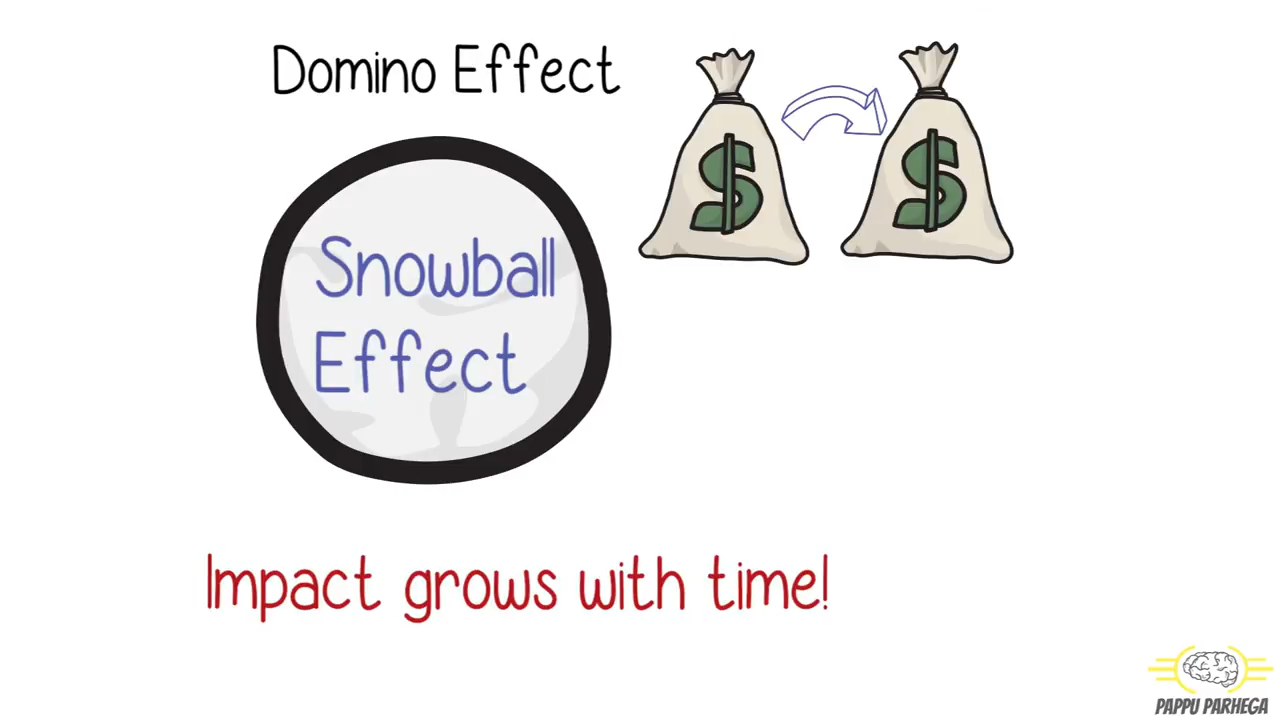 Domino Effect
$ $
Snowball
Effect
Impact grows with time!
PAPPU PARHEGA